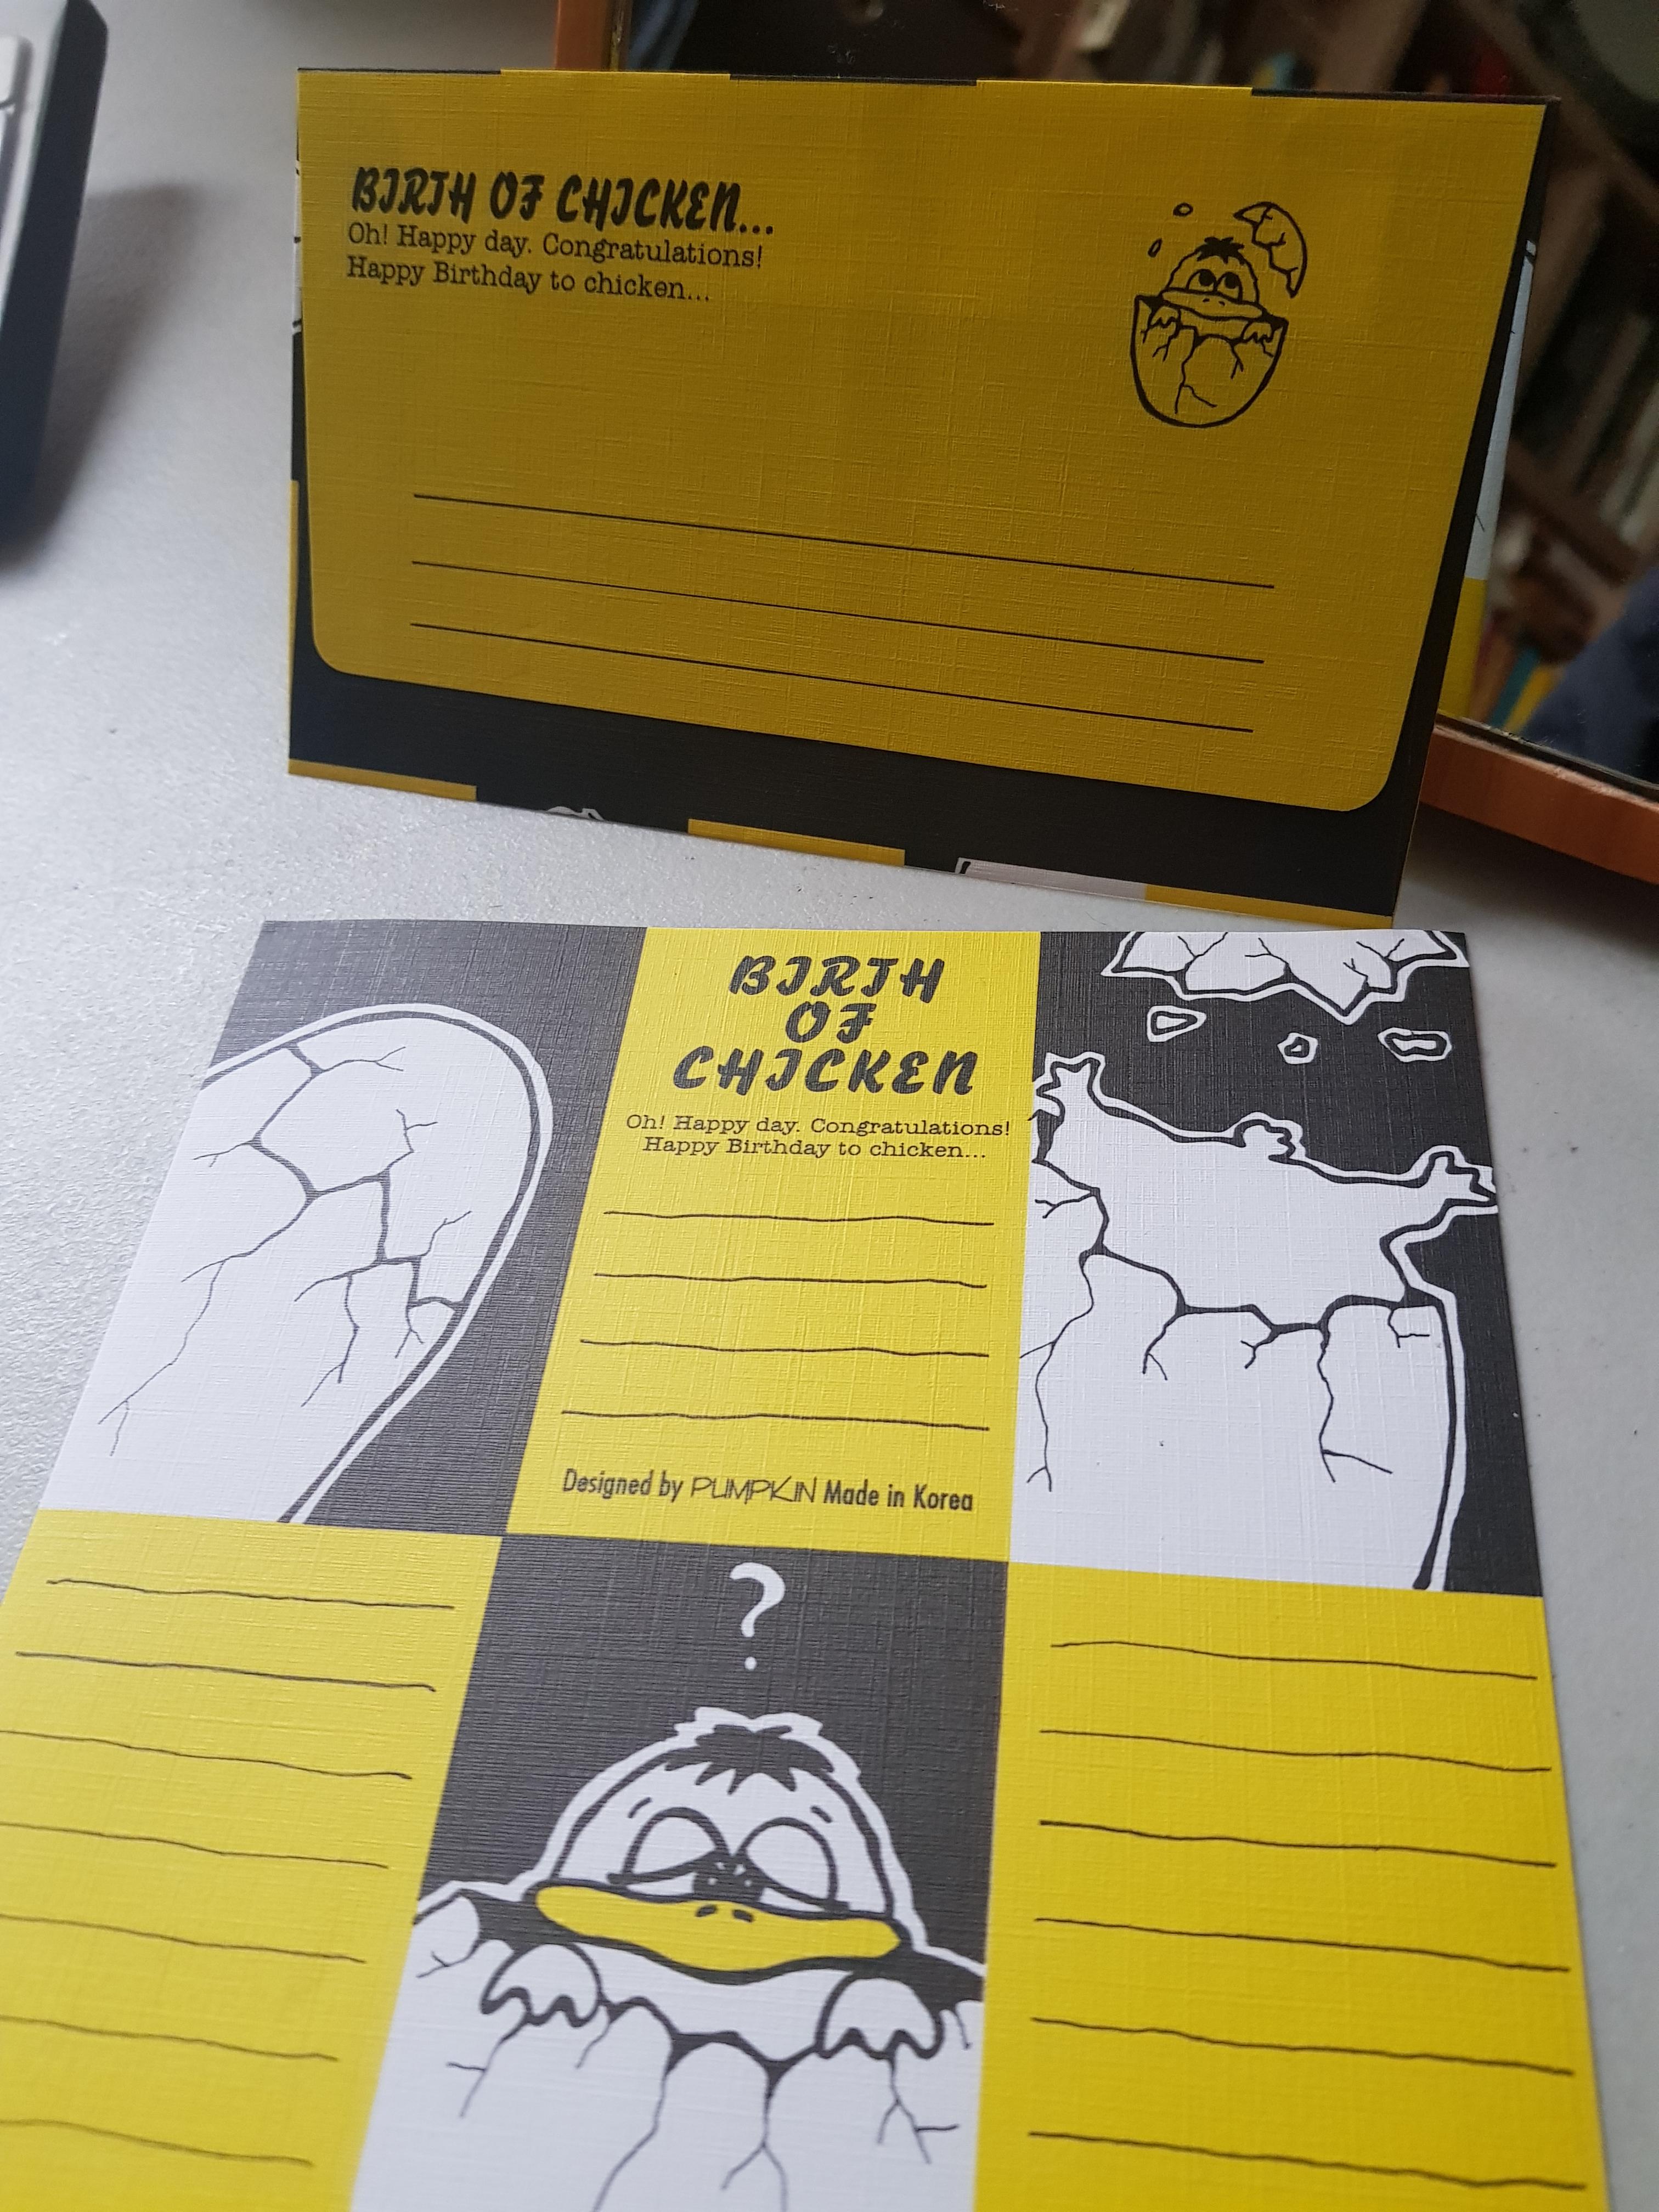 BIRTH OF CHICKEN...
Oh! Happy day. Congratulations!
Happy Birthday to chicken...
BIRTH
OF
CHICKEN
Oh! Happy day. Congratulations!
Happy Birthday to chicken...
Designed by PUMPKIN Made in Korea
?